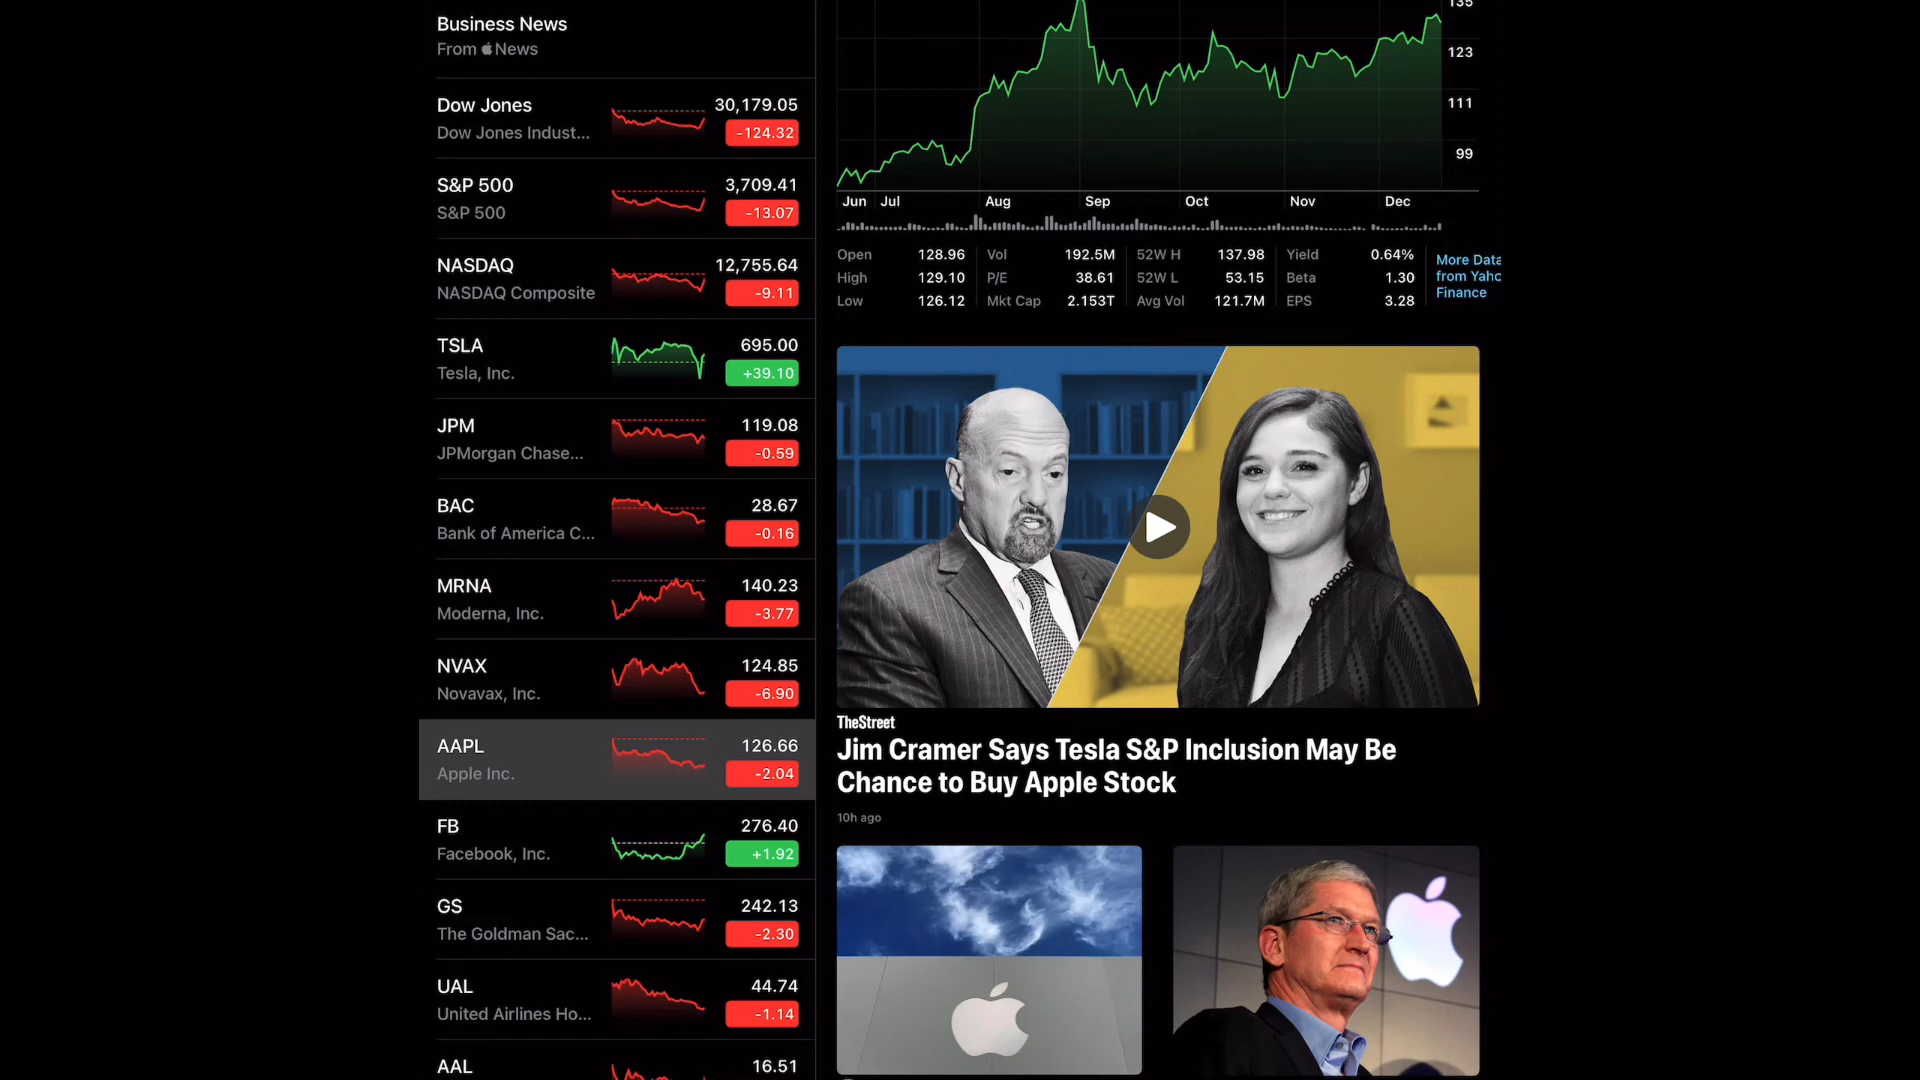 Business News
From News
Dow Jones 30,179.05
Dow Jones Indust... -124.32
S&P 500 3,709.41
S&P 500 -13.07
NASDAQ 12,755.64
NASDAQ Composite -9.11
TSLA 695.00
Tesla, Inc. +39.10
JPM 119.08
JPMorgan Chase... -0.59
BAC 28.67
Bank of America C... -0.16
MRNA 140.23
Moderna, Inc. -3.77
NVAX 124.85
Novavax, Inc. -6.90
AAPL 126.66
Apple Inc. -2.04
FB 276.40
Facebook, Inc. +1.92
GS 242.13
The Goldman Sac... -2.30
UAL 44.74
United Airlines Ho... -1.14
AAL 16.51
135
123
111
99
Jun Jul Aug Sep Oct Nov Dec
Open 128.96 Vol 192.5M 52W H 137.98 Yield 0.64%
High 129.10 P/E 38.61 52W L 53.15 Beta 1.30
Low 126.12 Mkt Cap 2.153T Avg Vol 121.7M EPS 3.28
More Data
from Yahc
Finance
TheStreet
Jim Cramer Says Tesla S&P Inclusion May Be
Chance to Buy Apple Stock
10h ago